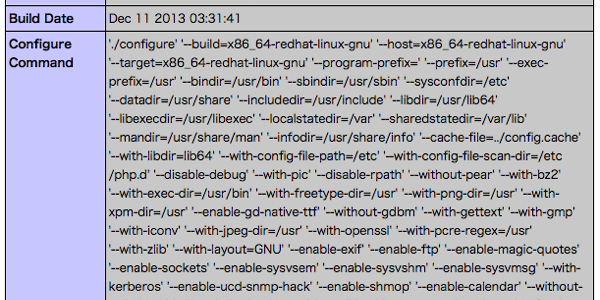 Build Date Dec 11 2013 03:31:41
Configure Command './configure' '--build=x86_64-redhat-linux-gnu' '--host=x86_64-redhat-linux-gnu'
'--target=x86_64-redhat-linux-gnu' '--program-prefix=' '--prefix=/usr' '--exec-
prefix=/usr' '--bindir=/usr/bin' '--sbindir=/usr/sbin' '--sysconfdir=/etc'
'--datadir=/usr/share' '--includedir=/usr/include' '--libdir=/usr/lib64'
'--libexecdir=/usr/libexec' '--localstatedir=/var' '--sharedstatedir=/var/lib'
'--mandir=/usr/share/man' '--infodir=/usr/share/info' '--cache-file=../config.cache'
'--with-libdir=lib64' '--with-config-file-path=/etc' '--with-config-file-scan-dir=/etc
/php.d' '--disable-debug' '--with-pic' '--disable-rpath' '--without-pear' '--with-bz2'
'--with-exec-dir=/usr/bin' '--with-freetype-dir=/usr' '--with-png-dir=/usr' '--with-
xpm-dir=/usr' '--enable-gd-native-ttf' '--without-gdbm' '--with-gettext' '--with-gmp'
'--with-iconv' '--with-jpeg-dir=/usr' '--with-openssl' '--with-pcre-regex=/usr'
'--with-zlib' '--with-layout=GNU' '--enable-exif' '--enable-ftp' '--enable-magic-quotes'
'--enable-sockets' '--enable-sysvsem' '--enable-sysvshm' '--enable-sysvmsg' '--with-
kerberos' '--enable-ucd-snmp-hack' '--enable-shmop' '--enable-calendar' '--without-